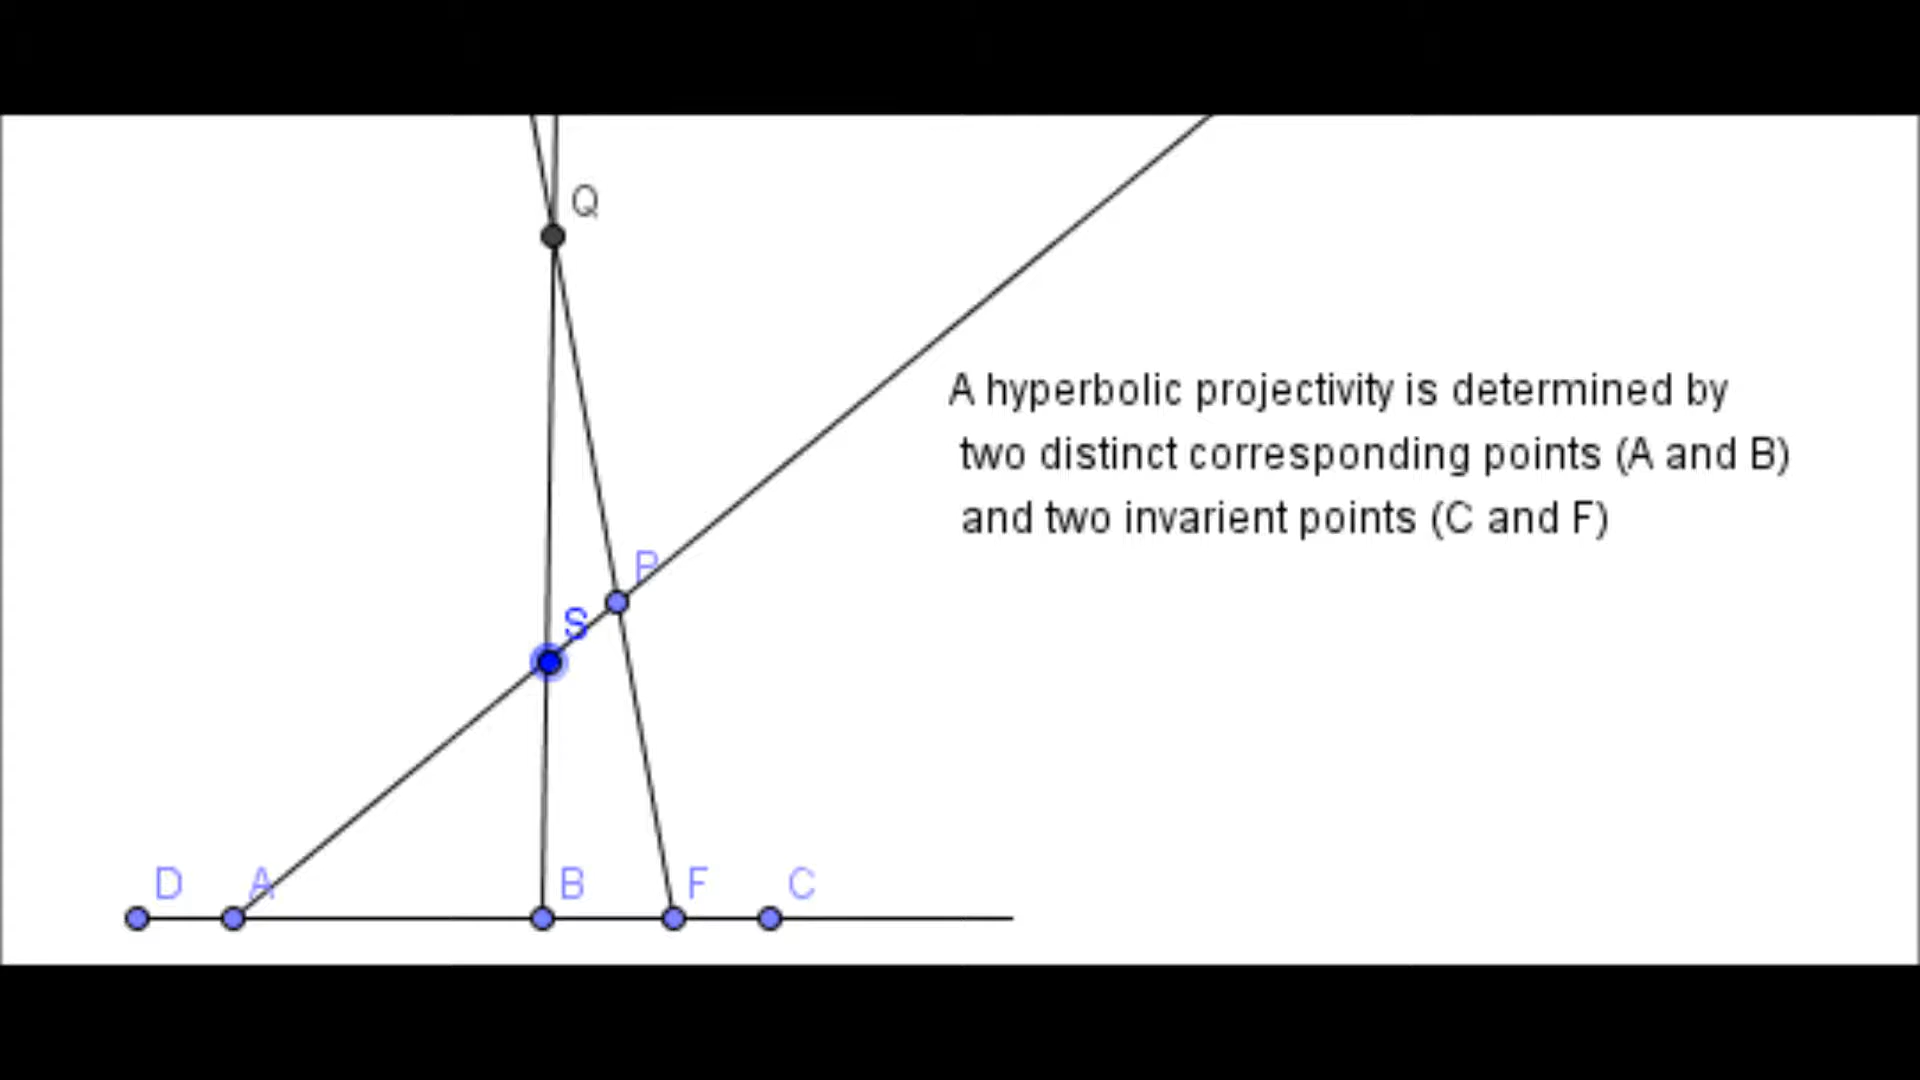 Q
A hyperbolic projectivity is determined by
two distinct corresponding points (A and B)
and two invarient points (C and F)
P
S
D A B F C